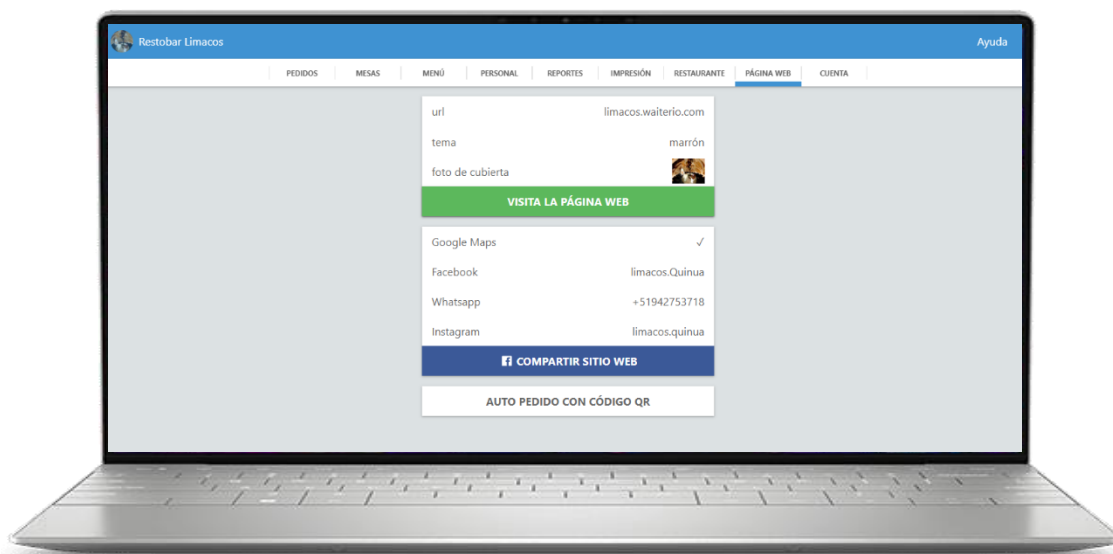 Restobar Limacos Ayuda
PEDIDOS MESAS MENÚ PERSONAL REPORTES IMPRESIÓN RESTAURANTE PÁGINA WEB CUENTA
url limacos.waiterio.com
tema marrón
foto de cubierta
VISITA LA PÁGINA WEB
Google Maps ✓
Facebook limacos.Quinua
Whatsapp +51942753718
Instagram limacos.quinua
COMPARTIR SITIO WEB
AUTO PEDIDO CON CÓDIGO QR